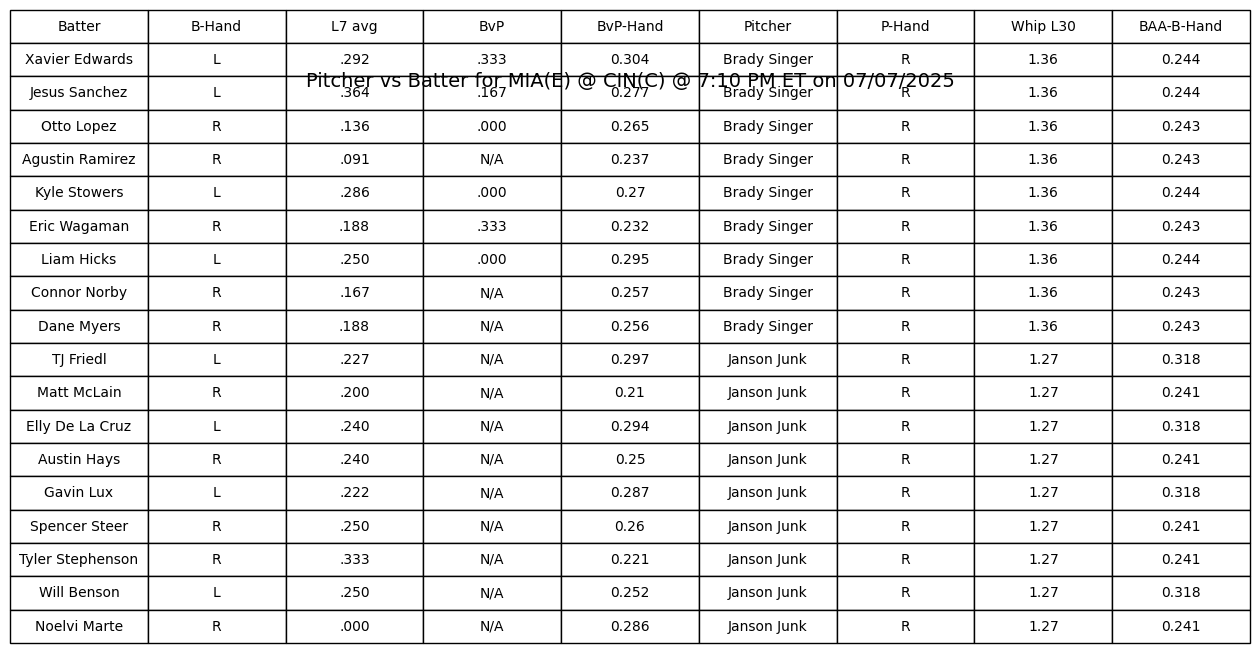 Batter B-Hand L7 avg BvP BvP-Hand Pitcher P-Hand Whip L30 BAA-B-Hand
Xavier Edwards L .292 .333 0.304 Brady Singer R 1.36 0.244
Pitcher vs Batter for MIA(E) @ CIN(C) @ 7:10 PM ET on 07/07/2025
Jesus Sanchez L .364 .167 0.277 Brady Singer R 1.36 0.244
Otto Lopez R .136 .000 0.265 Brady Singer R 1.36 0.243
Agustin Ramirez R .091 N/A 0.237 Brady Singer R 1.36 0.243
Kyle Stowers L .286 .000 0.27 Brady Singer R 1.36 0.244
Eric Wagaman R .188 .333 0.232 Brady Singer R 1.36 0.243
Liam Hicks L .250 .000 0.295 Brady Singer R 1.36 0.244
Connor Norby R .167 N/A 0.257 Brady Singer R 1.36 0.243
Dane Myers R .188 N/A 0.256 Brady Singer R 1.36 0.243
TJ Friedl L .227 N/A 0.297 Janson Junk R 1.27 0.318
Matt McLain R .200 N/A 0.21 Janson Junk R 1.27 0.241
Elly De La Cruz L .240 N/A 0.294 Janson Junk R 1.27 0.318
Austin Hays R .240 N/A 0.25 Janson Junk R 1.27 0.241
Gavin Lux L .222 N/A 0.287 Janson Junk R 1.27 0.318
Spencer Steer R .250 N/A 0.26 Janson Junk R 1.27 0.241
Tyler Stephenson R .333 N/A 0.221 Janson Junk R 1.27 0.241
Will Benson L .250 N/A 0.252 Janson Junk R 1.27 0.318
Noelvi Marte R .000 N/A 0.286 Janson Junk R 1.27 0.241